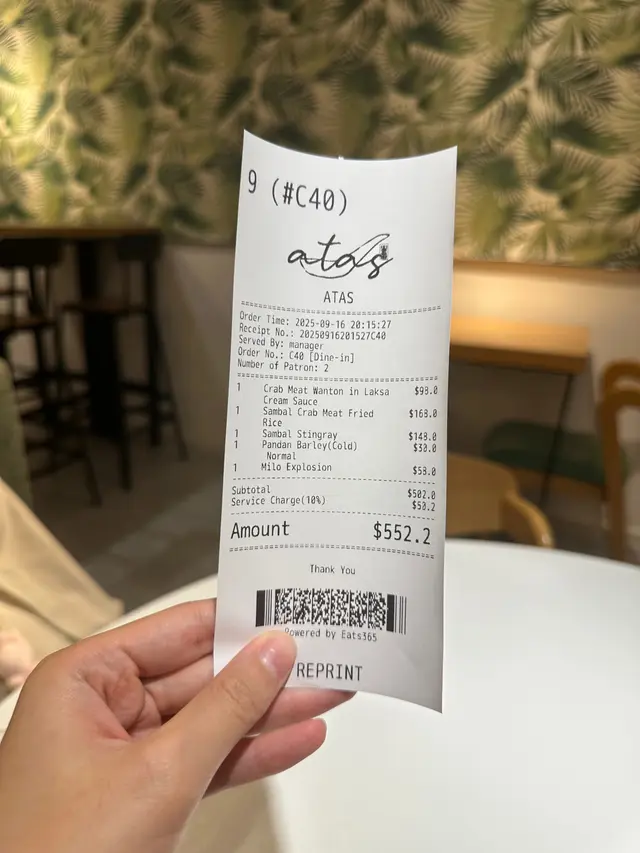 9 (#C40)
atas
ATAS
Order Time: 2025-09-16 20:15:27
Receipt No.: 20250916201527C40
Served By: manager
Order No.: C40 [Dine-in]
Number of Patron: 2
1 Crab Meat Wanton in Laksa $98.0
Cream Sauce
1 Sambal Crab Meat Fried $168.0
Rice
1 Sambal Stingray $148.0
1 Pandan Barley(Cold) $30.0
Normal
1 Milo Explosion $58.0
Subtotal $502.0
Service Charge(10%) $50.2
Amount $552.2
Thank You
Powered by Eats365
REPRINT